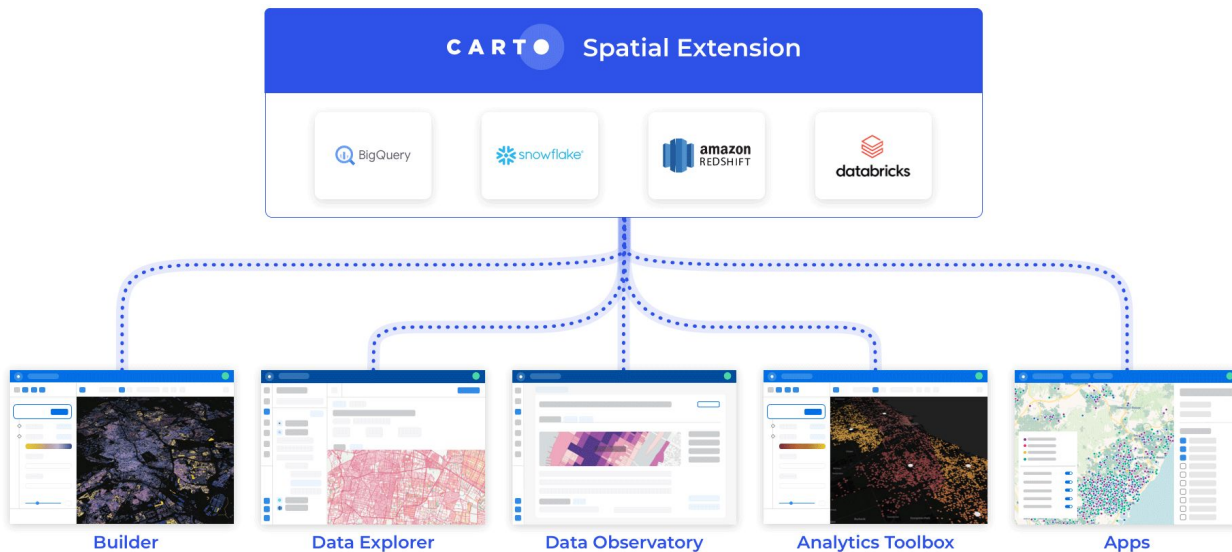 CARTO Spatial Extension
BigQuery
snowflake
amazon
REDSHIFT
databricks
Builder
Data Explorer
Data Observatory
Analytics Toolbox
Apps